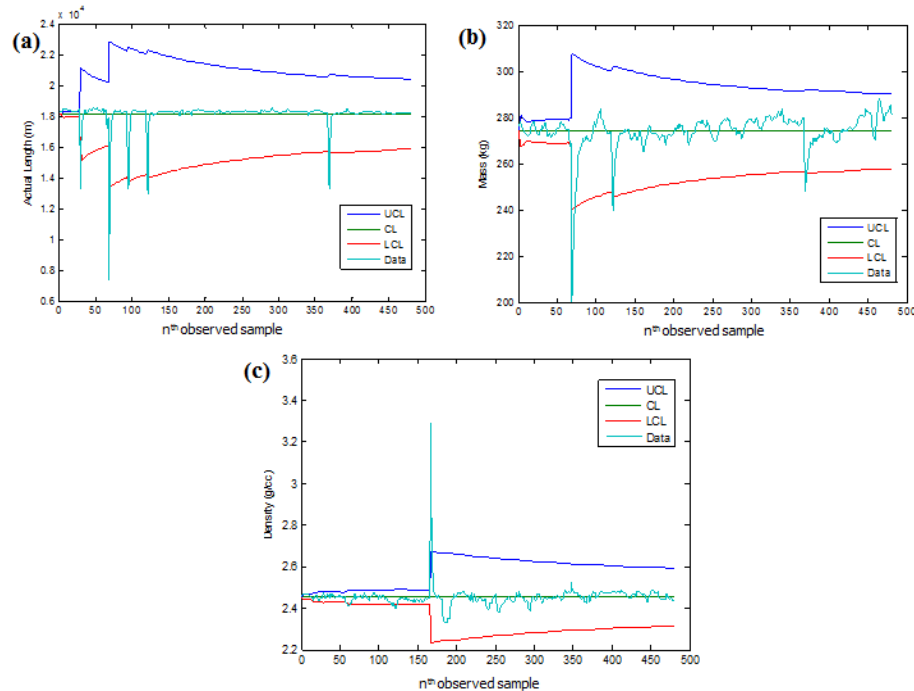 (a)
x 10⁴
2.4
2.2
2
1.8
1.6
1.4
1.2
1
0.8
0.6
Actual Length (m)
0 50 100 150 200 250 300 350 400 450 500
nᵗʰ observed sample
UCL
CL
LCL
Data
(b)
320
300
280
260
240
220
200
Mass (kg)
0 50 100 150 200 250 300 350 400 450 500
nᵗʰ observed sample
UCL
CL
LCL
Data
(c)
3.6
3.4
3.2
3
2.8
2.6
2.4
2.2
Density (g/cc)
0 50 100 150 200 250 300 350 400 450 500
nᵗʰ observed sample
UCL
CL
LCL
Data